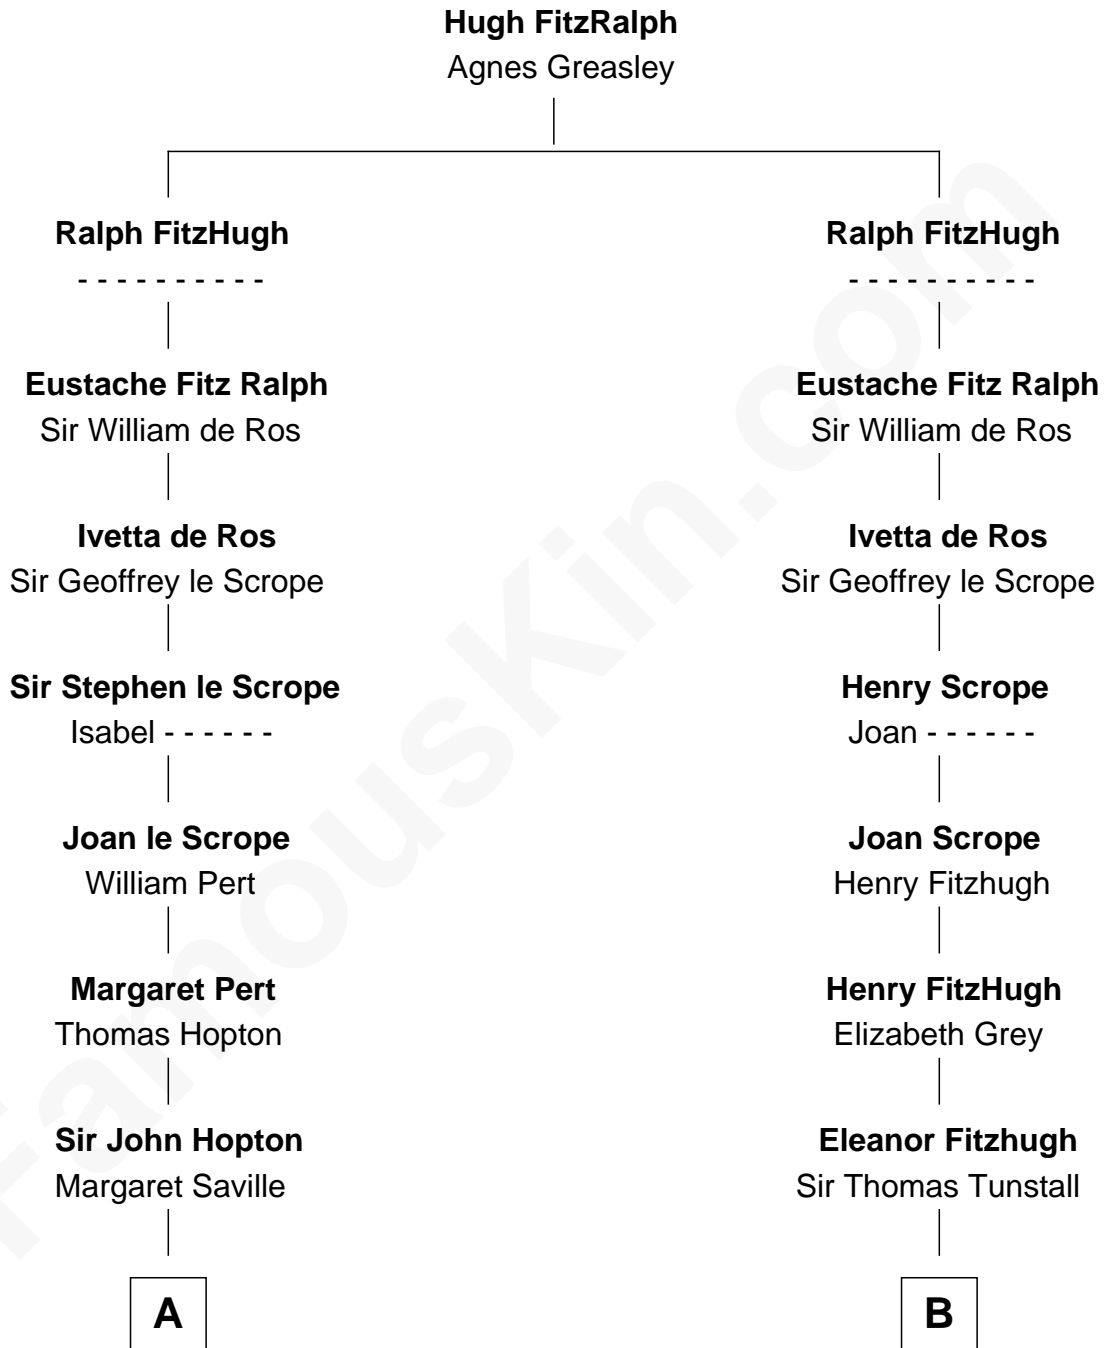 Hugh FitzRalph
Agnes Greasley
Ralph FitzHugh
- - - - - - - - - -
Eustache Fitz Ralph
Sir William de Ros
Ivetta de Ros
Sir Geoffrey le Scrope
Sir Stephen le Scrope
Isabel - - - - - -
Joan le Scrope
William Pert
Margaret Pert
Thomas Hopton
Sir John Hopton
Margaret Saville
A
Ralph FitzHugh
- - - - - - - - - -
Eustache Fitz Ralph
Sir William de Ros
Ivetta de Ros
Sir Geoffrey le Scrope
Henry Scrope
Joan - - - - - -
Joan Scrope
Henry Fitzhugh
Henry FitzHugh
Elizabeth Grey
Eleanor Fitzhugh
Sir Thomas Tunstall
B
FamousKin.com